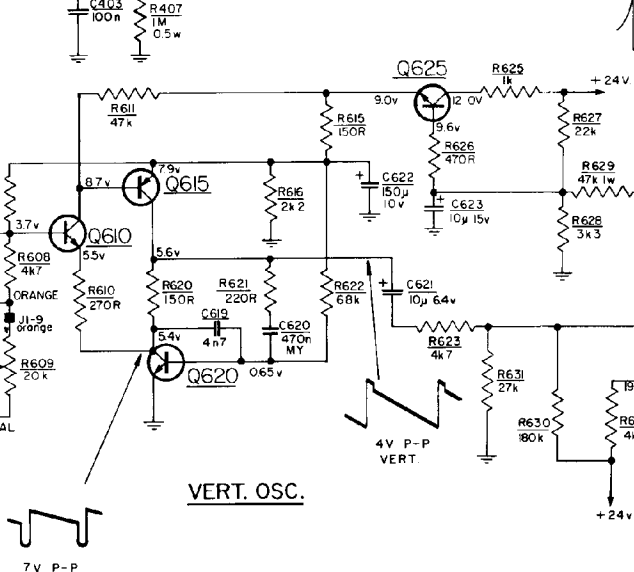 C403
100n
R407
1M
0.5w
Q625
R625
1k
+24V
9.0v
12.0v
R611
47k
R615
150R
9.6v
R627
22k
R626
470R
7.9v
8.7v
Q615
R629
47k 1w
C622
150µ
10v
R616
2k2
C623
10µ 15v
3.7v
Q610
5.5v
R628
3k3
R608
4k7
5.6v
ORANGE
R610
270R
R620
150R
R621
220R
R622
68k
C621
10µ 6.4v
J1-9
orange
C619
4n7
C620
470n
MY
R623
4k7
5.4v
R609
20k
Q620
0.65v
R631
27k
19
AL
R630
180k
R6
4k
4V P-P
VERT.
VERT. OSC.
+24v
7V P-P